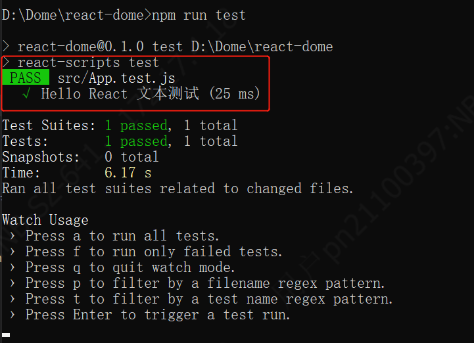 D:\Dome\react-dome>npm run test
> react-dome@0.1.0 test D:\Dome\react-dome
> react-scripts test
PASS src/App.test.js
√ Hello React 文本测试 (25 ms)
Test Suites: 1 passed, 1 total
Tests: 1 passed, 1 total
Snapshots: 0 total
Time: 6.17 s
Ran all test suites related to changed files.
Watch Usage
› Press a to run all tests.
› Press f to run only failed tests.
› Press q to quit watch mode.
› Press p to filter by a filename regex pattern.
› Press t to filter by a test name regex pattern.
› Press Enter to trigger a test run.